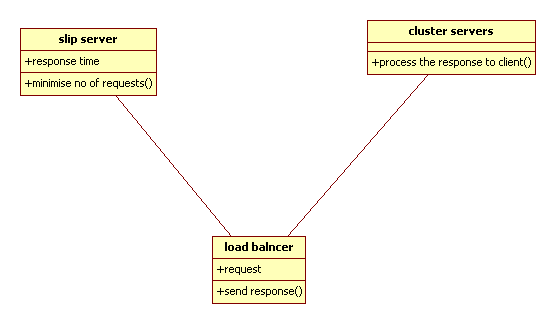 slip server
+response time
+minimise no of requests()
cluster servers
+process the response to client()
load balncer
+request
+send response()